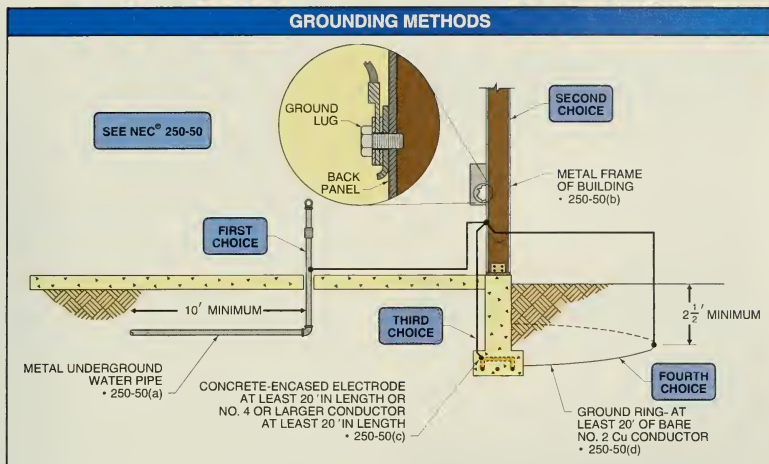 GROUNDING METHODS
SEE NEC® 250-50
GROUND
LUG
BACK
PANEL
SECOND
CHOICE
METAL FRAME
OF BUILDING
• 250-50(b)
FIRST
CHOICE
10' MINIMUM
METAL UNDERGROUND
WATER PIPE
• 250-50(a)
THIRD
CHOICE
CONCRETE-ENCASED ELECTRODE
AT LEAST 20 'IN LENGTH OR
NO. 4 OR LARGER CONDUCTOR
AT LEAST 20 'IN LENGTH
• 250-50(c)
2 1/2' MINIMUM
FOURTH
CHOICE
GROUND RING- AT
LEAST 20' OF BARE
NO. 2 Cu CONDUCTOR
• 250-50(d)